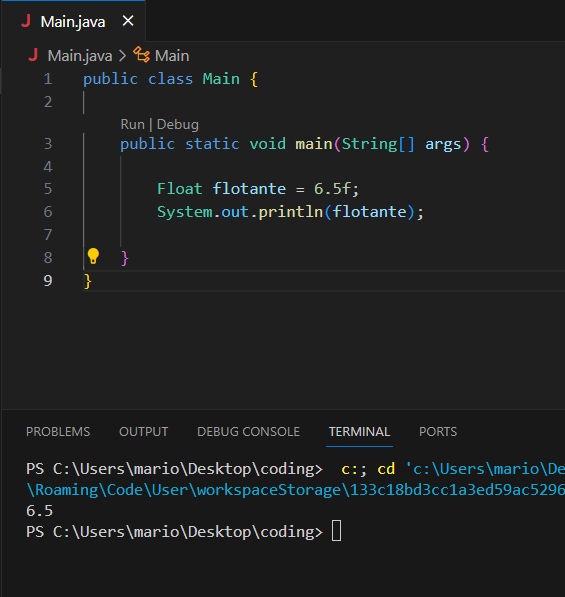 J Main.java ×
J Main.java > Main
1 public class Main {
2
Run | Debug
3 public static void main(String[] args) {
4
5 Float flotante = 6.5f;
6 System.out.println(flotante);
7
8 }
9 }
PROBLEMS OUTPUT DEBUG CONSOLE TERMINAL PORTS
PS C:\Users\mario\Desktop\coding> c:; cd 'c:\Users\mario\De
\Roaming\Code\User\workspaceStorage\133c18bd3cc1a3ed59ac5296
6.5
PS C:\Users\mario\Desktop\coding>